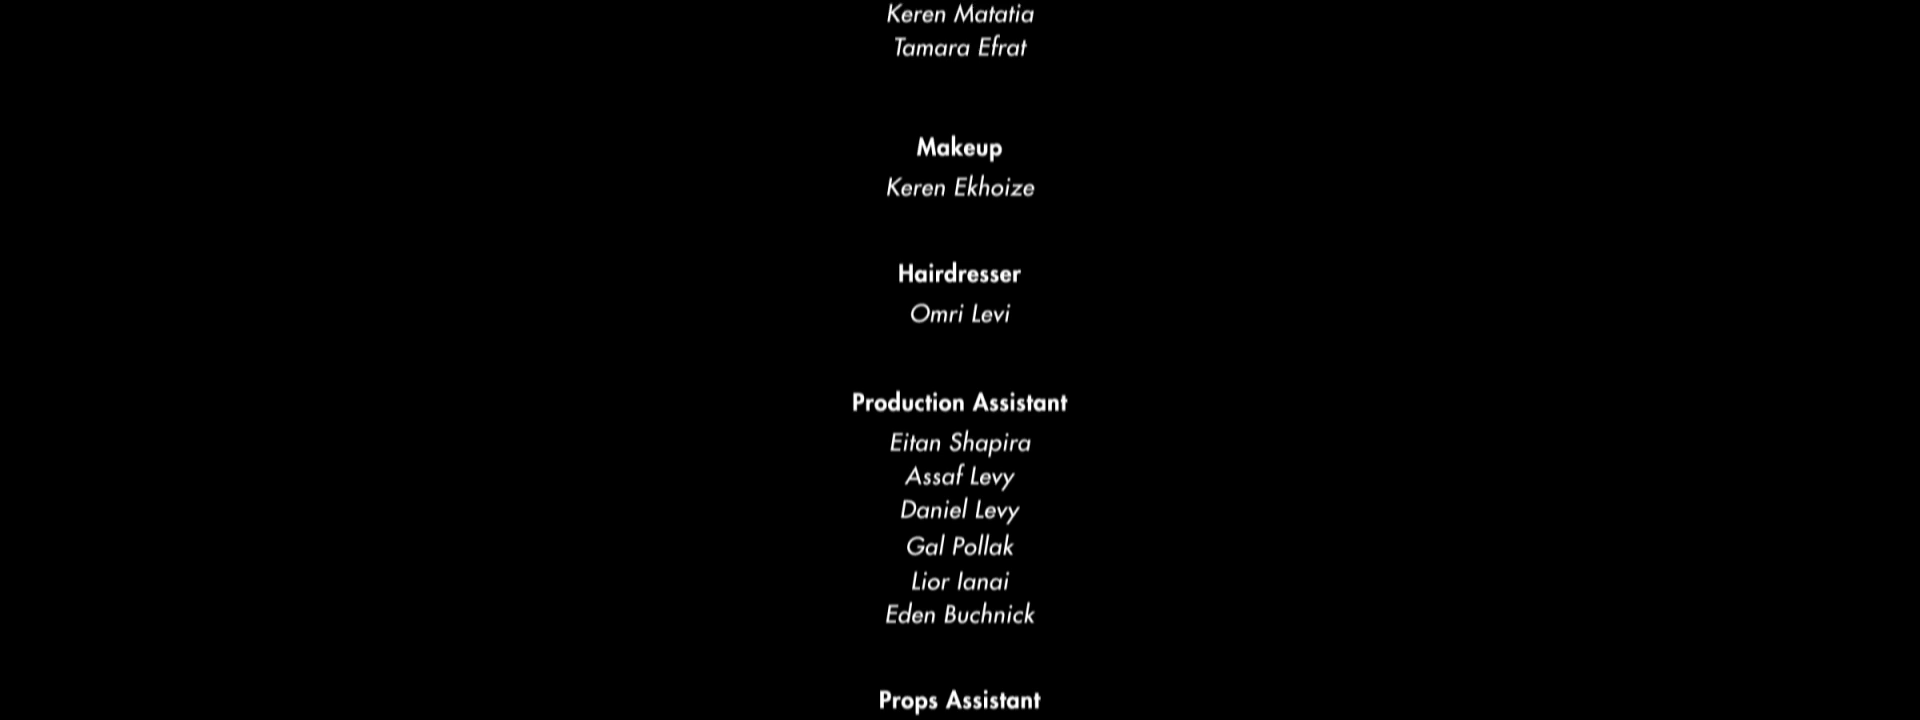 Keren Matatia
Tamara Efrat
Makeup
Keren Ekhoize
Hairdresser
Omri Levi
Production Assistant
Eitan Shapira
Assaf Levy
Daniel Levy
Gal Pollak
Lior Ianai
Eden Buchnick
Props Assistant